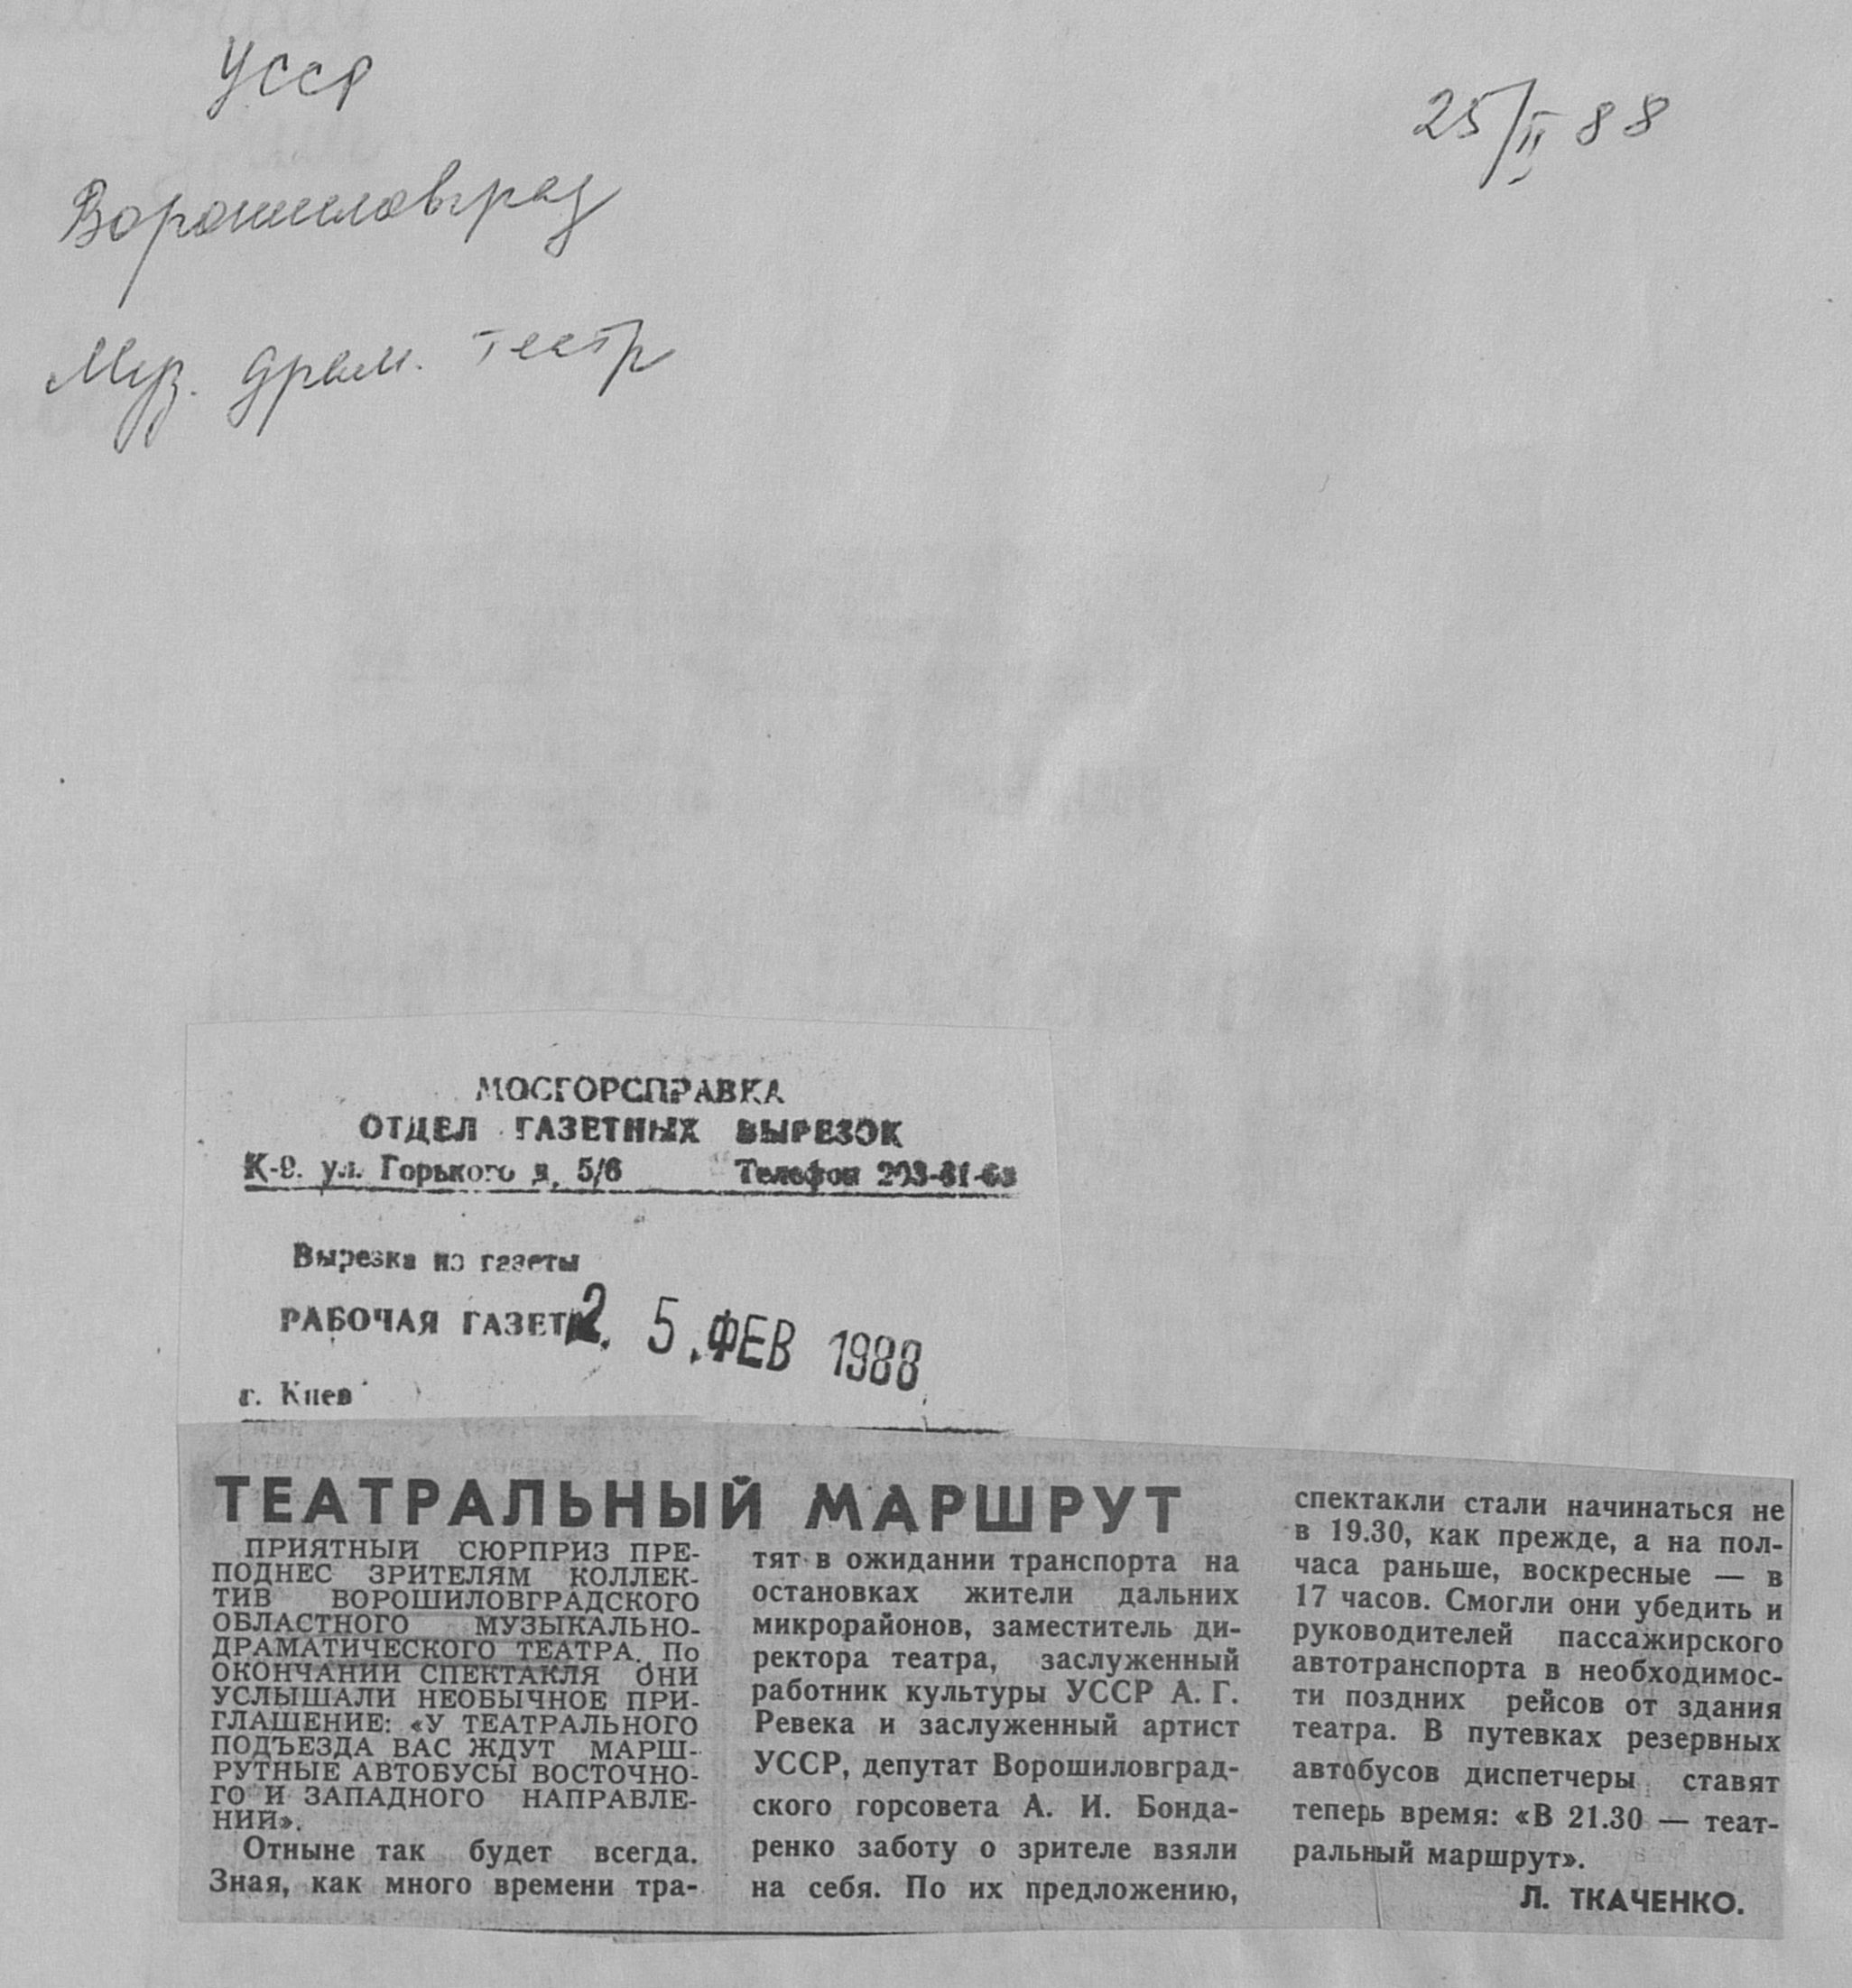 УССР
25/II 88
Ворошиловград
Муз. драм. театр
МОСГОРСПРАВКА
ОТДЕЛ ГАЗЕТНЫХ ВЫРЕЗОК
К-9. ул. Горького д. 5/6 Телефон
Вырезка из газеты
РАБОЧАЯ ГАЗЕТА
25 ФЕВ 1988
г. Киев
ТЕАТРАЛЬНЫЙ МАРШРУТ
ПРИЯТНЫЙ СЮРПРИЗ ПРЕ-
ПОДНЕС ЗРИТЕЛЯМ КОЛЛЕК-
ТИВ ВОРОШИЛОВГРАДСКОГО
ОБЛАСТНОГО МУЗЫКАЛЬНО-
ДРАМАТИЧЕСКОГО ТЕАТРА. По
ОКОНЧАНИИ СПЕКТАКЛЯ ОНИ
УСЛЫШАЛИ НЕОБЫЧНОЕ ПРИ-
ГЛАШЕНИЕ: «У ТЕАТРАЛЬНОГО
ПОДЪЕЗДА ВАС ЖДУТ МАРШ-
РУТНЫЕ АВТОБУСЫ ВОСТОЧНО-
ГО И ЗАПАДНОГО НАПРАВЛЕ-
НИЙ».
Отныне так будет всегда.
Зная, как много времени тра-
тят в ожидании транспорта на
остановках жители дальних
микрорайонов, заместитель ди-
ректора театра, заслуженный
работник культуры УССР А. Г.
Ревека и заслуженный артист
УССР, депутат Ворошиловград-
ского горсовета А. И. Бонда-
ренко заботу о зрителе взяли
на себя. По их предложению,
спектакли стали начинаться не
в 19.30, как прежде, а на пол-
часа раньше, воскресные — в
17 часов. Смогли они убедить и
руководителей пассажирского
автотранспорта в необходимос-
ти поздних рейсов от здания
театра. В путевках резервных
автобусов диспетчеры ставят
теперь время: «В 21.30 — теат-
ральный маршрут».
Л. ТКАЧЕНКО.